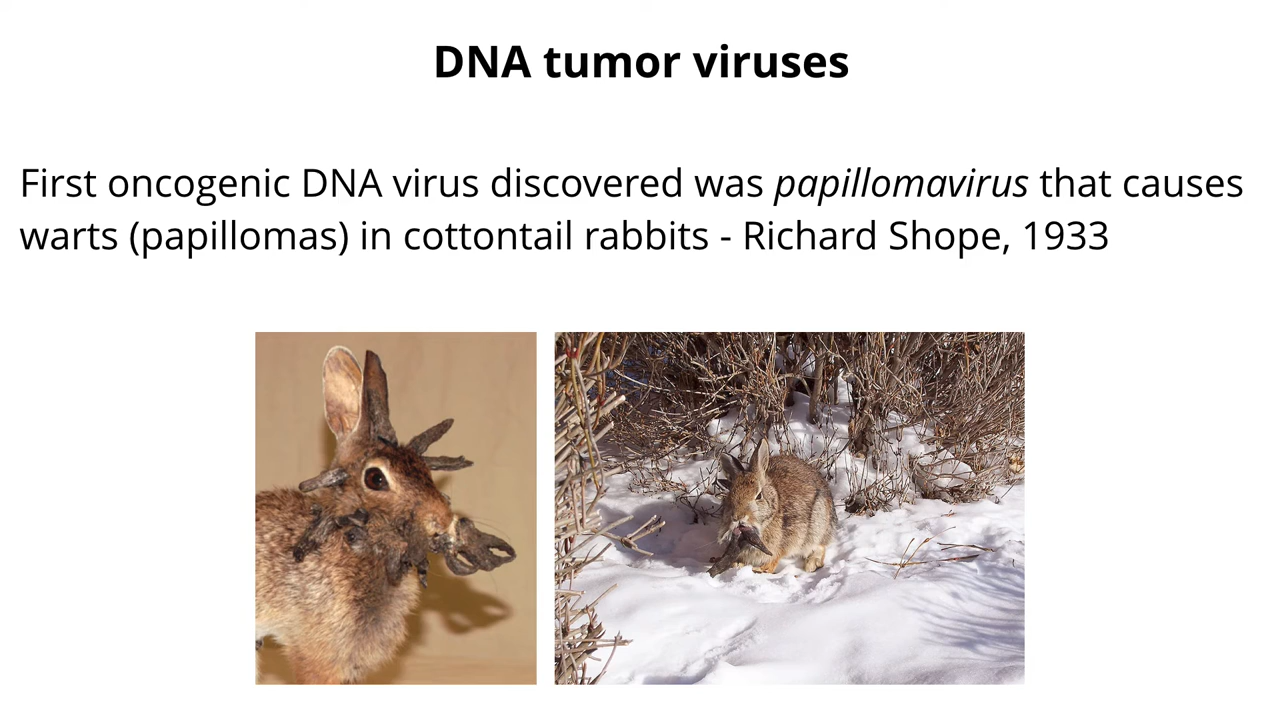 DNA tumor viruses
First oncogenic DNA virus discovered was papillomavirus that causes
warts (papillomas) in cottontail rabbits - Richard Shope, 1933